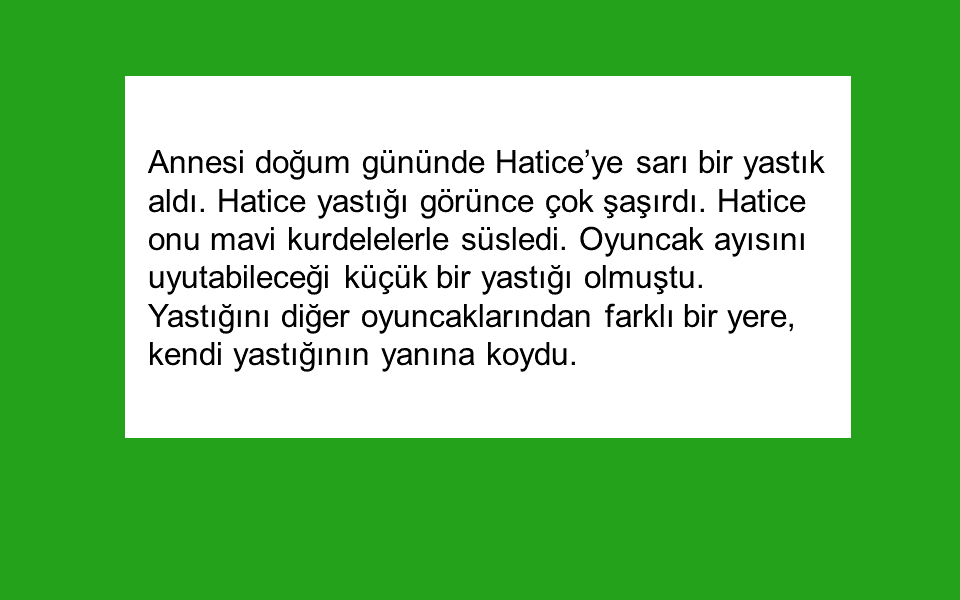 Annesi doğum gününde Hatice’ye sarı bir yastık
aldı. Hatice yastığı görünce çok şaşırdı. Hatice
onu mavi kurdelelerle süsledi. Oyuncak ayısını
uyutabileceği küçük bir yastığı olmuştu.
Yastığını diğer oyuncaklarından farklı bir yere,
kendi yastığının yanına koydu.